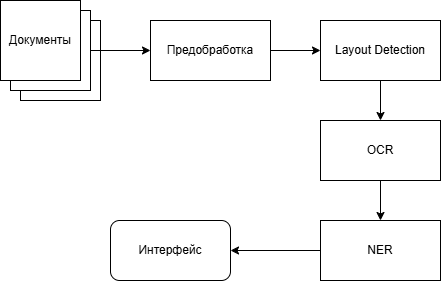 Документы
Предобработка
Layout Detection
OCR
NER
Интерфейс